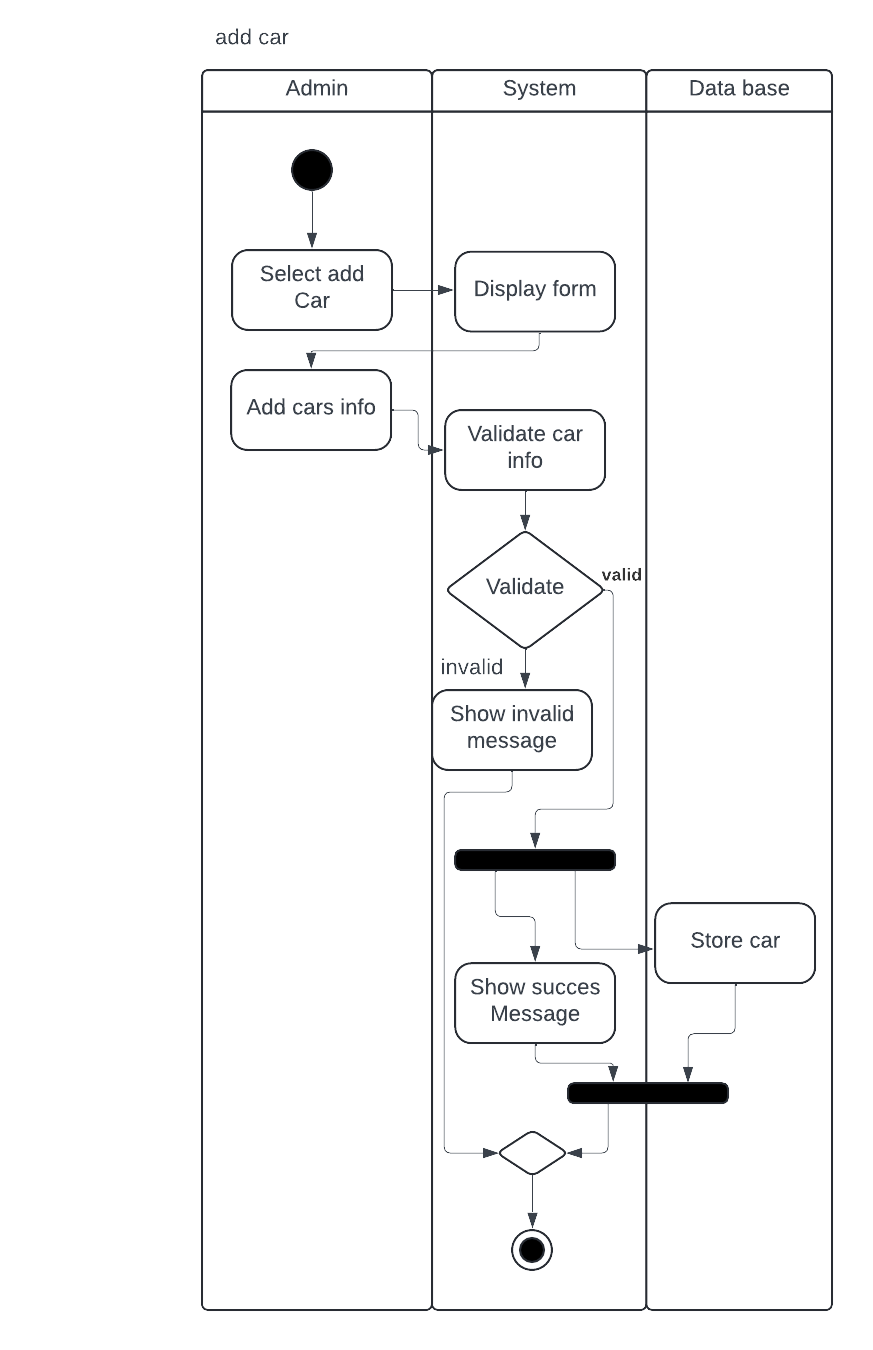 add car
Admin
System
Data base
Select add
Car
Display form
Add cars info
Validate car
info
Validate
valid
invalid
Show invalid
message
Store car
Show succes
Message